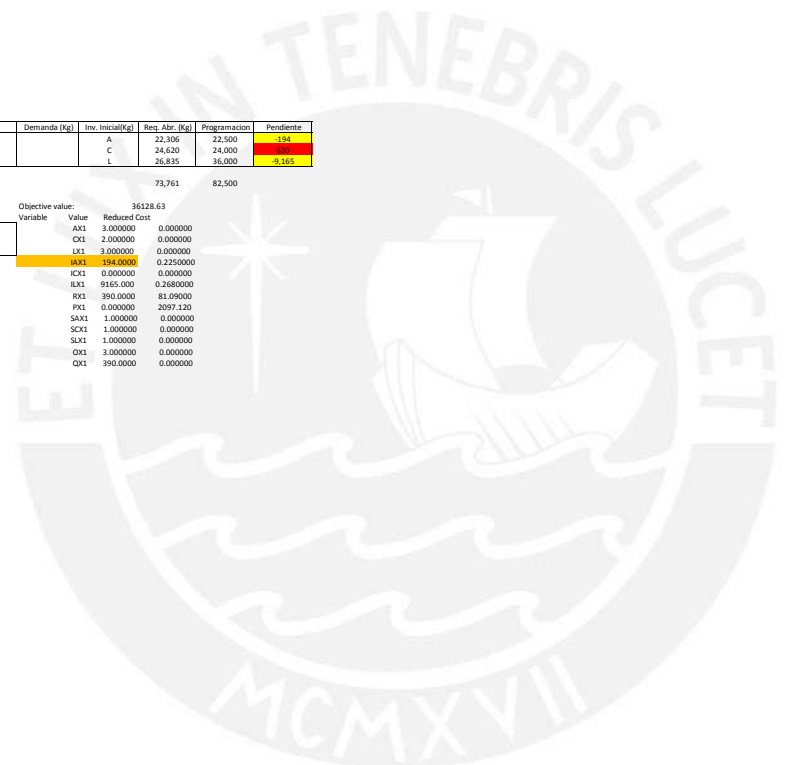 ET LUX IN TENEBRIS LUCET
Demanda (Kg) Inv. Inicial(Kg) Req. Abr. (Kg) Programacion Pendiente
A 22,306 22,500 -194
C 24,620 24,000 620
L 26,835 36,000 -9,165
73,761 82,500
Objective value: 36128.63
Variable Value Reduced Cost
AX1 3.000000 0.000000
CX1 2.000000 0.000000
LX1 3.000000 0.000000
IAX1 194.0000 0.2250000
ICX1 0.000000 0.000000
ILX1 9165.000 0.2680000
RX1 390.0000 81.09000
PX1 0.000000 2097.120
SAX1 1.000000 0.000000
SCX1 1.000000 0.000000
SLX1 1.000000 0.000000
OX1 3.000000 0.000000
QX1 390.0000 0.000000
MCMXVII